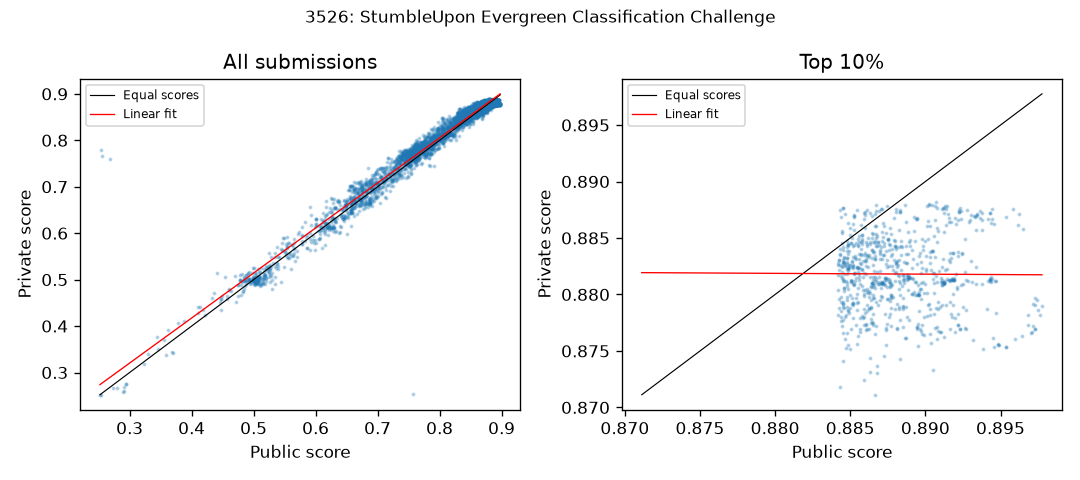 3526: StumbleUpon Evergreen Classification Challenge
All submissions
Equal scores
Linear fit
Private score
0.9
0.8
0.7
0.6
0.5
0.4
0.3
0.3
0.4
0.5
0.6
0.7
0.8
0.9
Public score
Top 10%
Equal scores
Linear fit
Private score
0.895
0.890
0.885
0.880
0.875
0.870
0.870
0.875
0.880
0.885
0.890
0.895
Public score